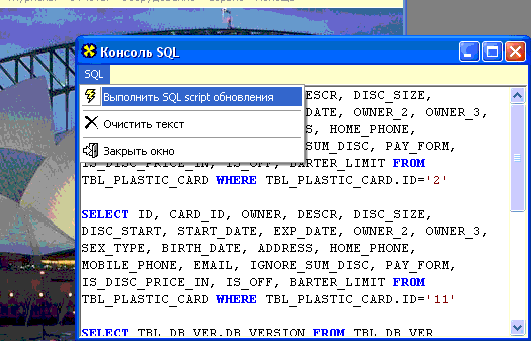 Консоль SQL
SQL
Выполнить SQL script обновления
Очистить текст
Закрыть окно
DESCR, DISC_SIZE,
DATE, OWNER_2, OWNER_3,
S, HOME_PHONE,
SUM_DISC, PAY_FORM,
IS_DISC_PRICE_IN, IS_OFF, BARTER_LIMIT FROM
TBL_PLASTIC_CARD WHERE TBL_PLASTIC_CARD.ID='2'
SELECT ID, CARD_ID, OWNER, DESCR, DISC_SIZE,
DISC_START, START_DATE, EXP_DATE, OWNER_2, OWNER_3,
SEX_TYPE, BIRTH_DATE, ADDRESS, HOME_PHONE,
MOBILE_PHONE, EMAIL, IGNORE_SUM_DISC, PAY_FORM,
IS_DISC_PRICE_IN, IS_OFF, BARTER_LIMIT FROM
TBL_PLASTIC_CARD WHERE TBL_PLASTIC_CARD.ID='11'
SELECT TBL_DB_VER.DB_VERSION FROM TBL_DB_VER